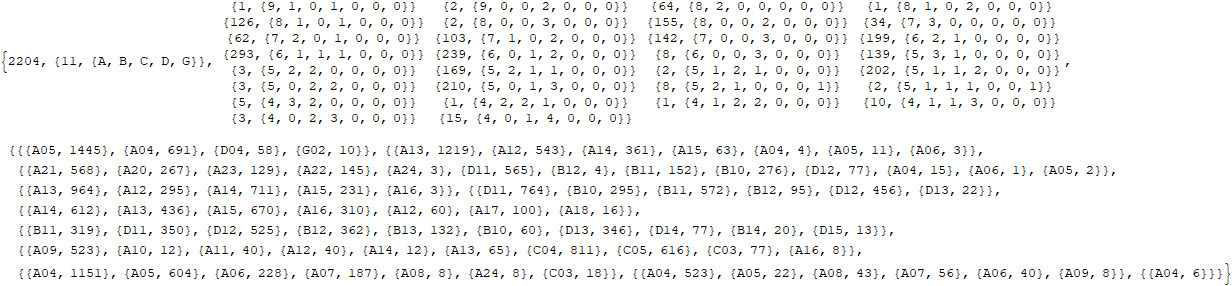 {1, {9, 1, 0, 1, 0, 0, 0}} {2, {9, 0, 0, 2, 0, 0, 0}} {64, {8, 2, 0, 0, 0, 0, 0}} {1, {8, 1, 0, 2, 0, 0, 0}}
{126, {8, 1, 0, 1, 0, 0, 0}} {2, {8, 0, 0, 3, 0, 0, 0}} {155, {8, 0, 0, 2, 0, 0, 0}} {34, {7, 3, 0, 0, 0, 0, 0}}
{62, {7, 2, 0, 1, 0, 0, 0}} {103, {7, 1, 0, 2, 0, 0, 0}} {142, {7, 0, 0, 3, 0, 0, 0}} {199, {6, 2, 1, 0, 0, 0, 0}}
{2204, {11, {A, B, C, D, G}}, {293, {6, 1, 1, 1, 0, 0, 0}} {239, {6, 0, 1, 2, 0, 0, 0}} {8, {6, 0, 0, 3, 0, 0, 0}} {139, {5, 3, 1, 0, 0, 0, 0}} ,
{3, {5, 2, 2, 0, 0, 0, 0}} {169, {5, 2, 1, 1, 0, 0, 0}} {2, {5, 1, 2, 1, 0, 0, 0}} {202, {5, 1, 1, 2, 0, 0, 0}}
{3, {5, 0, 2, 2, 0, 0, 0}} {210, {5, 0, 1, 3, 0, 0, 0}} {8, {5, 2, 1, 0, 0, 0, 1}} {2, {5, 1, 1, 1, 0, 0, 1}}
{5, {4, 3, 2, 0, 0, 0, 0}} {1, {4, 2, 2, 1, 0, 0, 0}} {1, {4, 1, 2, 2, 0, 0, 0}} {10, {4, 1, 1, 3, 0, 0, 0}}
{3, {4, 0, 2, 3, 0, 0, 0}} {15, {4, 0, 1, 4, 0, 0, 0}}
{{{A05, 1445}, {A04, 691}, {D04, 58}, {G02, 10}}, {{A13, 1219}, {A12, 543}, {A14, 361}, {A15, 63}, {A04, 4}, {A05, 11}, {A06, 3}},
{{A21, 568}, {A20, 267}, {A23, 129}, {A22, 145}, {A24, 3}, {D11, 565}, {B12, 4}, {B11, 152}, {B10, 276}, {D12, 77}, {A04, 15}, {A06, 1}, {A05, 2}},
{{A13, 964}, {A12, 295}, {A14, 711}, {A15, 231}, {A16, 3}}, {{D11, 764}, {B10, 295}, {B11, 572}, {B12, 95}, {D12, 456}, {D13, 22}},
{{A14, 612}, {A13, 436}, {A15, 670}, {A16, 310}, {A12, 60}, {A17, 100}, {A18, 16}},
{{B11, 319}, {D11, 350}, {D12, 525}, {B12, 362}, {B13, 132}, {B10, 60}, {D13, 346}, {D14, 77}, {B14, 20}, {D15, 13}},
{{A09, 523}, {A10, 12}, {A11, 40}, {A12, 40}, {A14, 12}, {A13, 65}, {C04, 811}, {C05, 616}, {C03, 77}, {A16, 8}},
{{A04, 1151}, {A05, 604}, {A06, 228}, {A07, 187}, {A08, 8}, {A24, 8}, {C03, 18}}, {{A04, 523}, {A05, 22}, {A08, 43}, {A07, 56}, {A06, 40}, {A09, 8}}, {{A04, 6}}}}